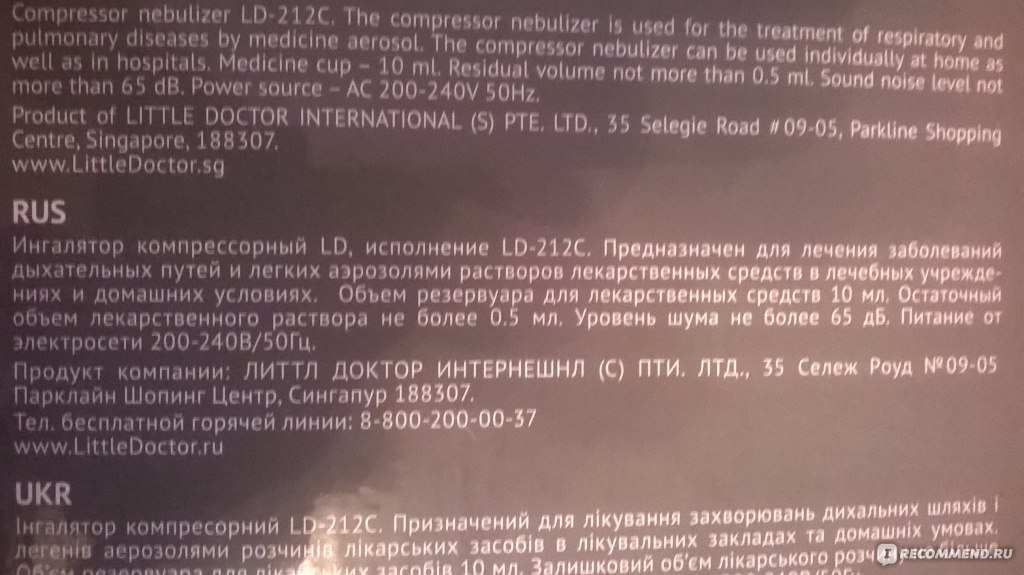 Compressor nebulizer LD-212C. The compressor nebulizer is used for the treatment of respiratory and
pulmonary diseases by medicine aerosol. The compressor nebulizer can be used individually at home as
well as in hospitals. Medicine cup – 10 ml. Residual volume not more than 0.5 ml. Sound noise level not
more than 65 dB. Power source – AC 200-240V 50Hz.
Product of LITTLE DOCTOR INTERNATIONAL (S) PTE. LTD., 35 Selegie Road #09-05, Parkline Shopping
Centre, Singapore, 188307.
www.LittleDoctor.sg
RUS
Ингалятор компрессорный LD, исполнение LD-212C. Предназначен для лечения заболеваний
дыхательных путей и легких аэрозолями растворов лекарственных средств в лечебных учрежде-
ниях и домашних условиях. Объем резервуара для лекарственных средств 10 мл. Остаточный
объем лекарственного раствора не более 0.5 мл. Уровень шума не более 65 дБ. Питание от
электросети 200-240В/50Гц.
Продукт компании: ЛИТТЛ ДОКТОР ИНТЕРНЕШНЛ (С) ПТИ. ЛТД., 35 Сележ Роуд №09-05
Парклайн Шопинг Центр, Сингапур 188307.
Тел. бесплатной горячей линии: 8-800-200-00-37
www.LittleDoctor.ru
UKR
Інгалятор компресорний LD-212C. Призначений для лікування захворювань дихальних шляхів і
легенів аерозолями розчинів лікарських засобів в лікувальних закладах та домашніх умовах.
Об'єм резервуара для лікарських засобів 10 мл. Залишковий об'єм лікарського
IRECOMMEND.RU